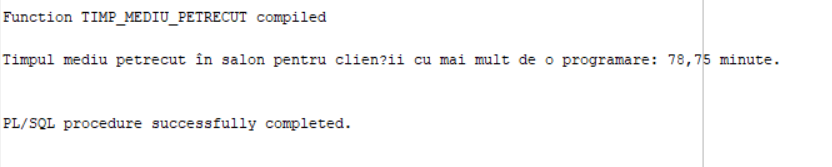 Function TIMP_MEDIU_PETRECUT compiled
Timpul mediu petrecut în salon pentru clien?ii cu mai mult de o programare: 78,75 minute.
PL/SQL procedure successfully completed.